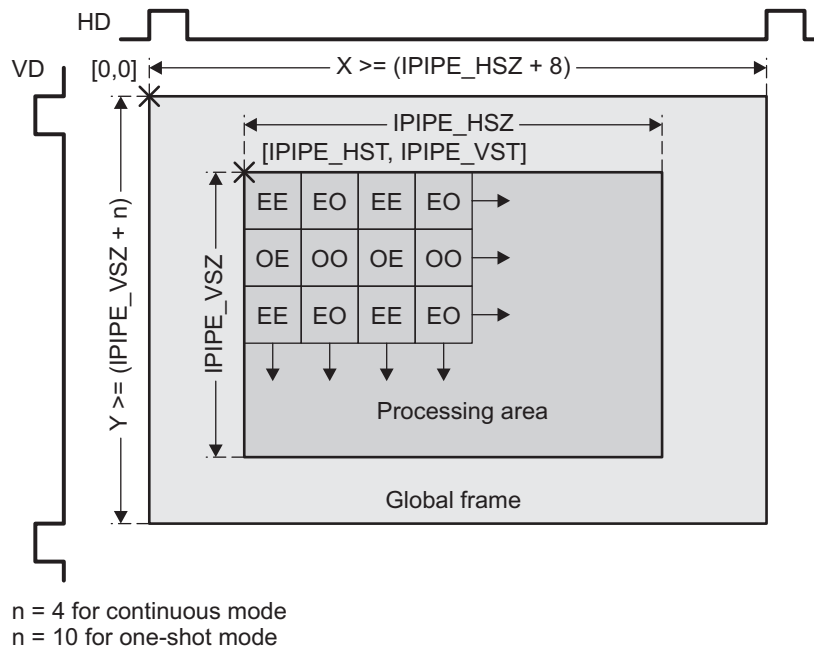 HD
VD
[0,0]
X >= (IPIPE_HSZ + 8)
IPIPE_HSZ
[IPIPE_HST, IPIPE_VST]
Y >= (IPIPE_VSZ + n)
IPIPE_VSZ
EE EO EE EO
OE OO OE OO
EE EO EE EO
Processing area
Global frame
n = 4 for continuous mode
n = 10 for one-shot mode